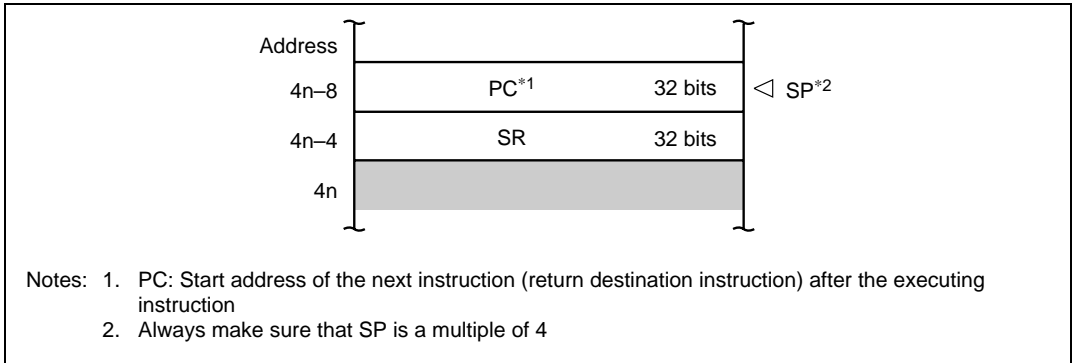 Address
4n–8 PC*1 32 bits SP*2
4n–4 SR 32 bits
4n
Notes: 1. PC: Start address of the next instruction (return destination instruction) after the executing
instruction
2. Always make sure that SP is a multiple of 4